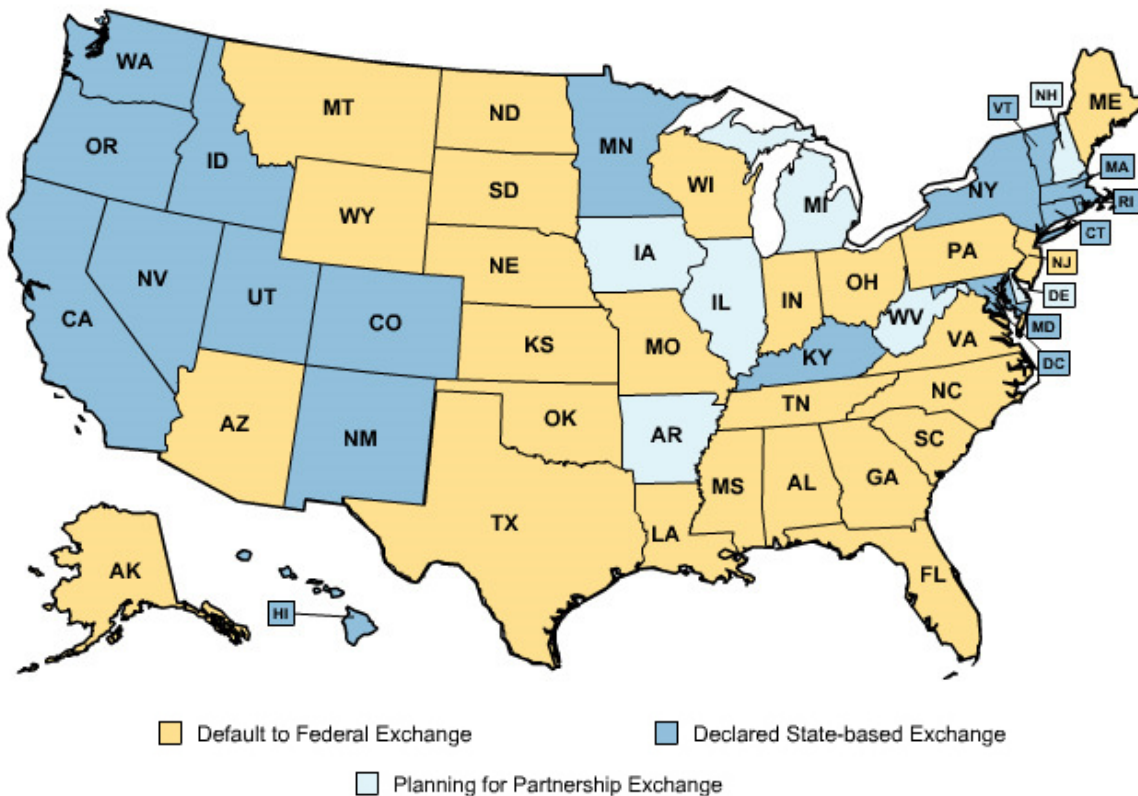 WA
MT
ND
MN
VT
NH
ME
OR
ID
SD
WI
MI
NY
MA
RI
CT
WY
IA
NE
PA
NJ
NV
UT
CO
IL
IN
OH
DE
CA
KS
MO
WV
MD
KY
VA
DC
AZ
NM
OK
AR
TN
NC
SC
TX
MS
AL
GA
LA
AK
FL
HI
Default to Federal Exchange
Declared State-based Exchange
Planning for Partnership Exchange